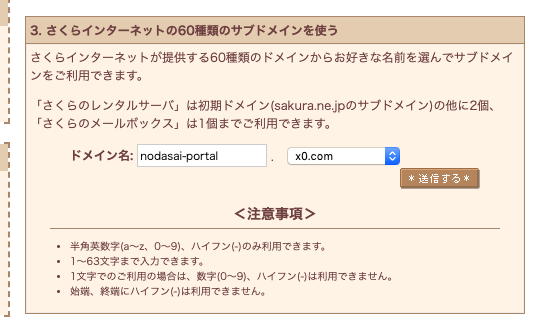 3. さくらインターネットの60種類のサブドメインを使う
さくらインターネットが提供する60種類のドメインからお好きな名前を選んでサブドメイ
ンをご利用できます。
「さくらのレンタルサーバ」は初期ドメイン(sakura.ne.jpのサブドメイン)の他に2個、
「さくらのメールボックス」は1個までご利用できます。
ドメイン名: nodasai-portal . x0.com
* 送信する *
＜注意事項＞
• 半角英数字(a〜z、0〜9)、ハイフン(-)のみ利用できます。
• 1〜63文字まで入力できます。
• 1文字でのご利用の場合は、数字(0〜9)、ハイフン(-)は利用できません。
• 始端、終端にハイフン(-)は利用できません。